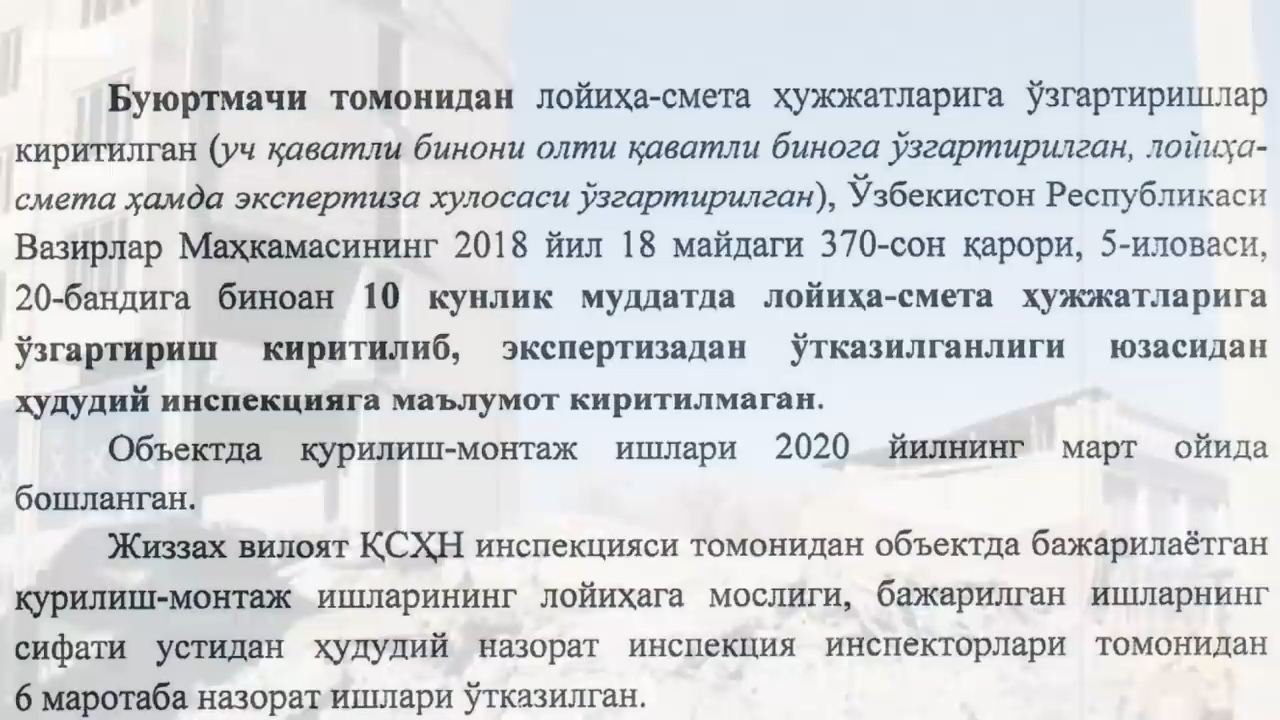 Буюртмачи томонидан лойиҳа-смета ҳужжатларига ўзгартиришлар
киритилган (уч қаватли бинони олти қаватли бинога ўзгартирилган, лойиҳа-
смета ҳамда экспертиза хулосаси ўзгартирилган), Ўзбекистон Республикаси
Вазирлар Маҳкамасининг 2018 йил 18 майдаги 370-сон қарори, 5-иловаси,
20-бандига биноан 10 кунлик муддатда лойиҳа-смета ҳужжатларига
ўзгартириш киритилиб, экспертизадан ўтказилганлиги юзасидан
ҳудудий инспекцияга маълумот киритилмаган.
Объектда қурилиш-монтаж ишлари 2020 йилнинг март ойида
бошланган.
Жиззах вилоят ҚСҲН инспекцияси томонидан объектда бажарилаётган
қурилиш-монтаж ишларининг лойиҳага мослиги, бажарилган ишларнинг
сифати устидан ҳудудий назорат инспекция инспекторлари томонидан
6 маротаба назорат ишлари ўтказилган.